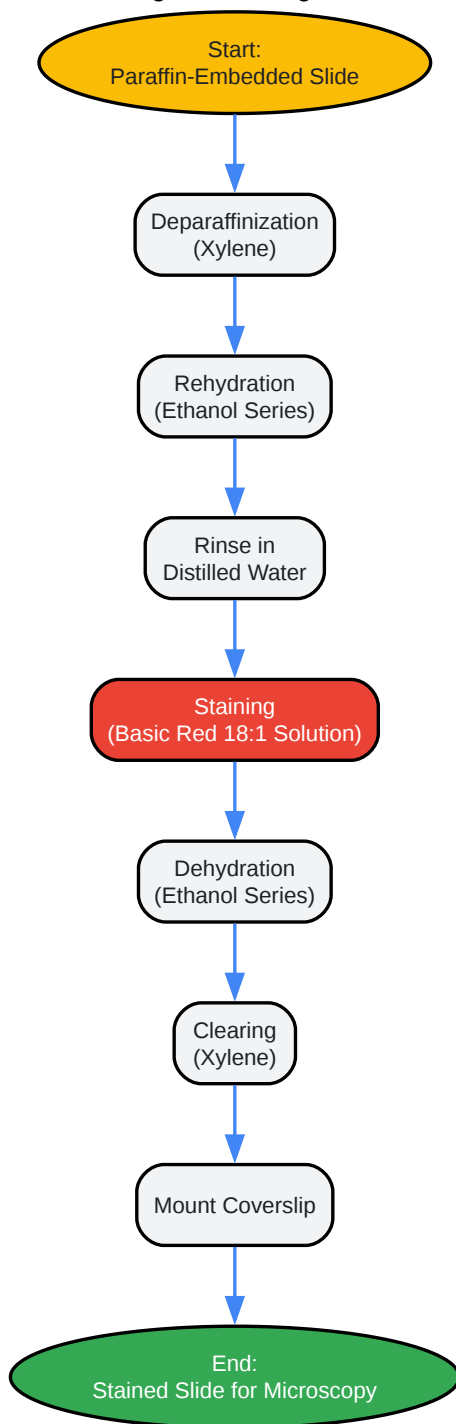 Start:
Paraffin-Embedded Slide
Deparaffinization
(Xylene)
Rehydration
(Ethanol Series)
Rinse in
Distilled Water
Staining
(Basic Red 18:1 Solution)
Dehydration
(Ethanol Series)
Clearing
(Xylene)
Mount Coverslip
End:
Stained Slide for Microscopy